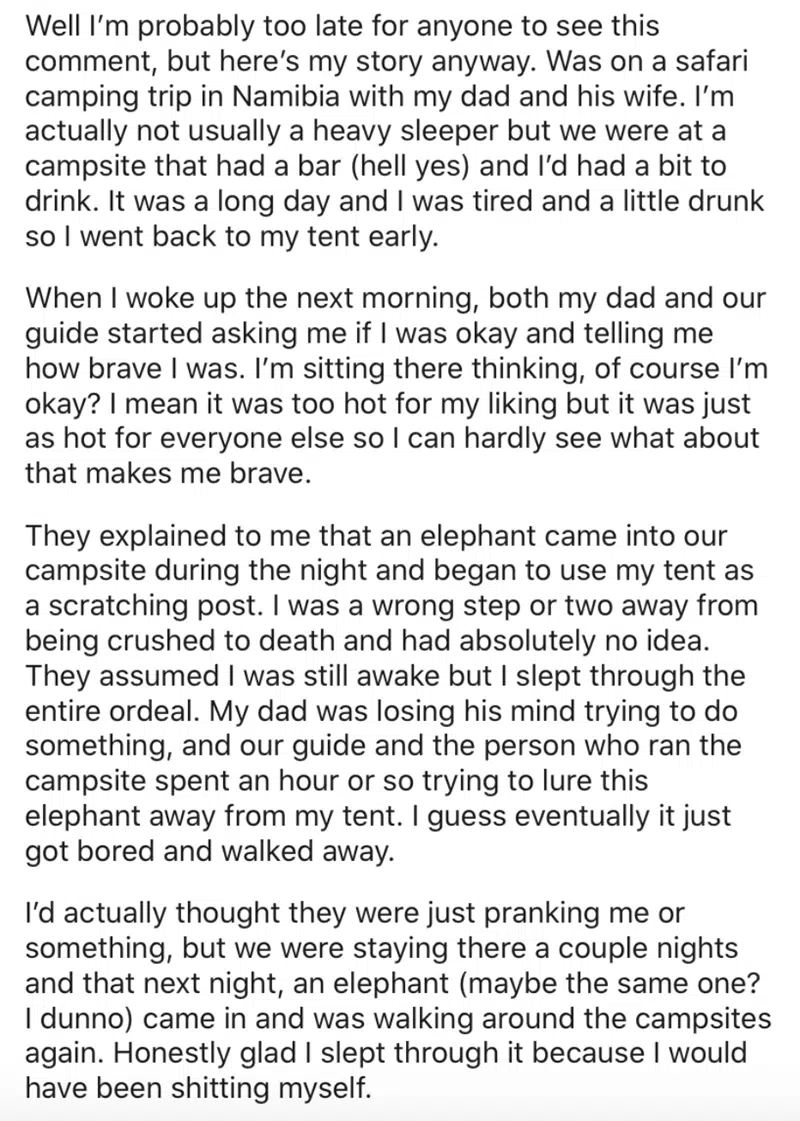 Well I’m probably too late for anyone to see this
comment, but here’s my story anyway. Was on a safari
camping trip in Namibia with my dad and his wife. I’m
actually not usually a heavy sleeper but we were at a
campsite that had a bar (hell yes) and I’d had a bit to
drink. It was a long day and I was tired and a little drunk
so I went back to my tent early.
When I woke up the next morning, both my dad and our
guide started asking me if I was okay and telling me
how brave I was. I’m sitting there thinking, of course I’m
okay? I mean it was too hot for my liking but it was just
as hot for everyone else so I can hardly see what about
that makes me brave.
They explained to me that an elephant came into our
campsite during the night and began to use my tent as
a scratching post. I was a wrong step or two away from
being crushed to death and had absolutely no idea.
They assumed I was still awake but I slept through the
entire ordeal. My dad was losing his mind trying to do
something, and our guide and the person who ran the
campsite spent an hour or so trying to lure this
elephant away from my tent. I guess eventually it just
got bored and walked away.
I’d actually thought they were just pranking me or
something, but we were staying there a couple nights
and that next night, an elephant (maybe the same one?
I dunno) came in and was walking around the campsites
again. Honestly glad I slept through it because I would
have been shitting myself.